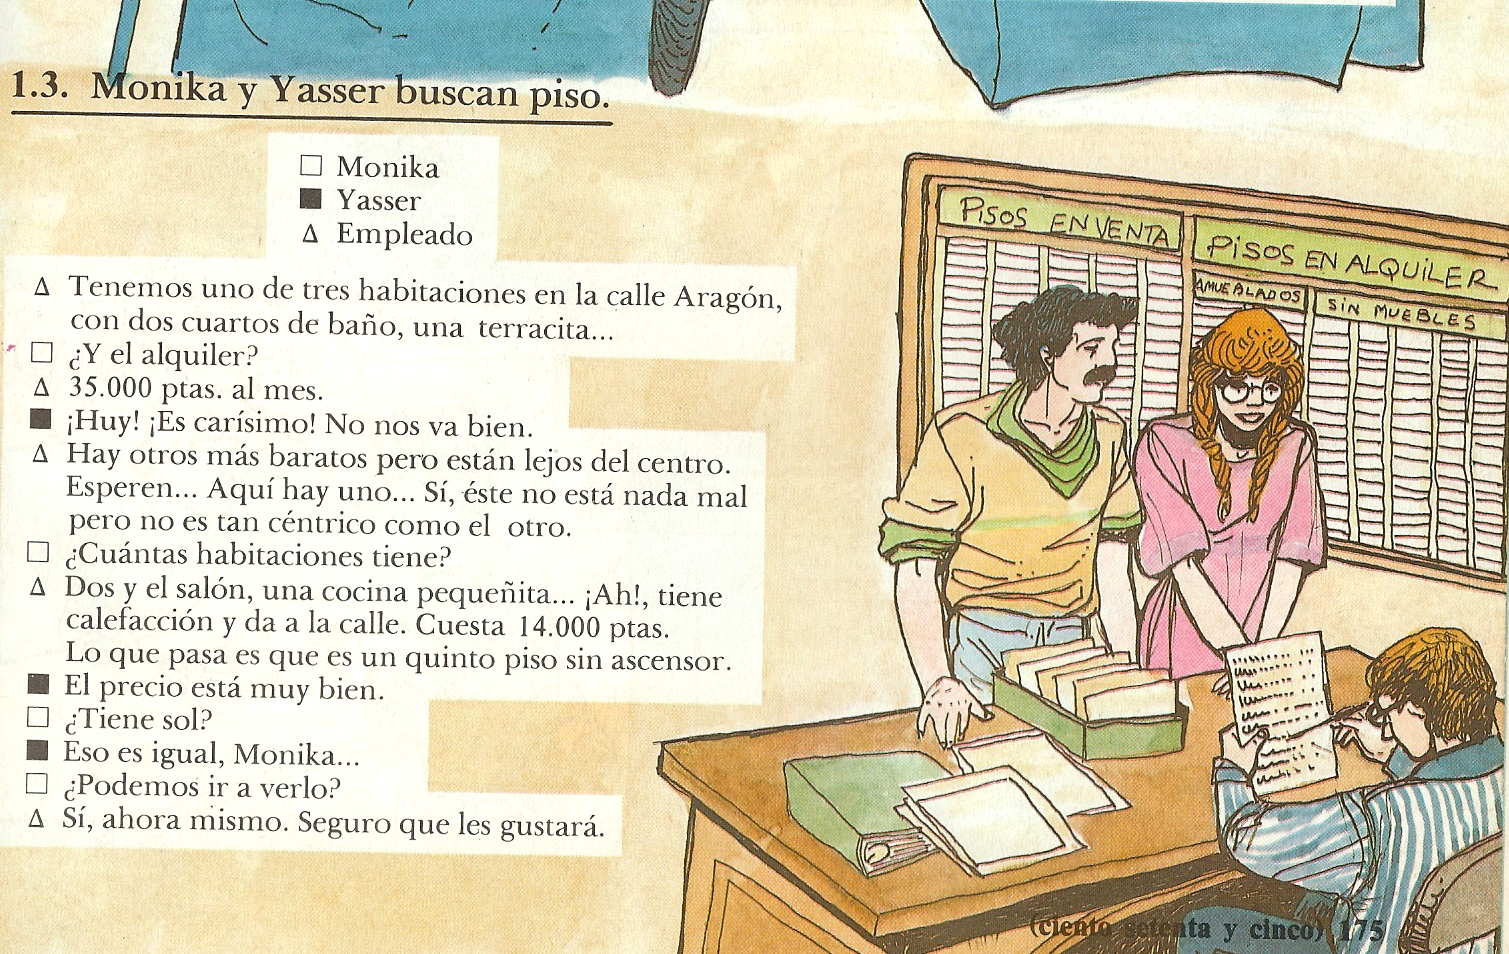 1.3. Monika y Yasser buscan piso.
□ Monika
■ Yasser
Δ Empleado
Δ Tenemos uno de tres habitaciones en la calle Aragón,
con dos cuartos de baño, una terracita...
□ ¿Y el alquiler?
Δ 35.000 ptas. al mes.
■ ¡Huy! ¡Es carísimo! No nos va bien.
Δ Hay otros más baratos pero están lejos del centro.
Esperen... Aquí hay uno... Sí, éste no está nada mal
pero no es tan céntrico como el otro.
□ ¿Cuántas habitaciones tiene?
Δ Dos y el salón, una cocina pequeñita... ¡Ah!, tiene
calefacción y da a la calle. Cuesta 14.000 ptas.
Lo que pasa es que es un quinto piso sin ascensor.
■ El precio está muy bien.
□ ¿Tiene sol?
■ Eso es igual, Monika...
□ ¿Podemos ir a verlo?
Δ Sí, ahora mismo. Seguro que les gustará.
PISOS EN VENTA
PISOS EN ALQUILER
AMUEBLADOS
SIN MUEBLES
(ciento setenta y cinco) 175